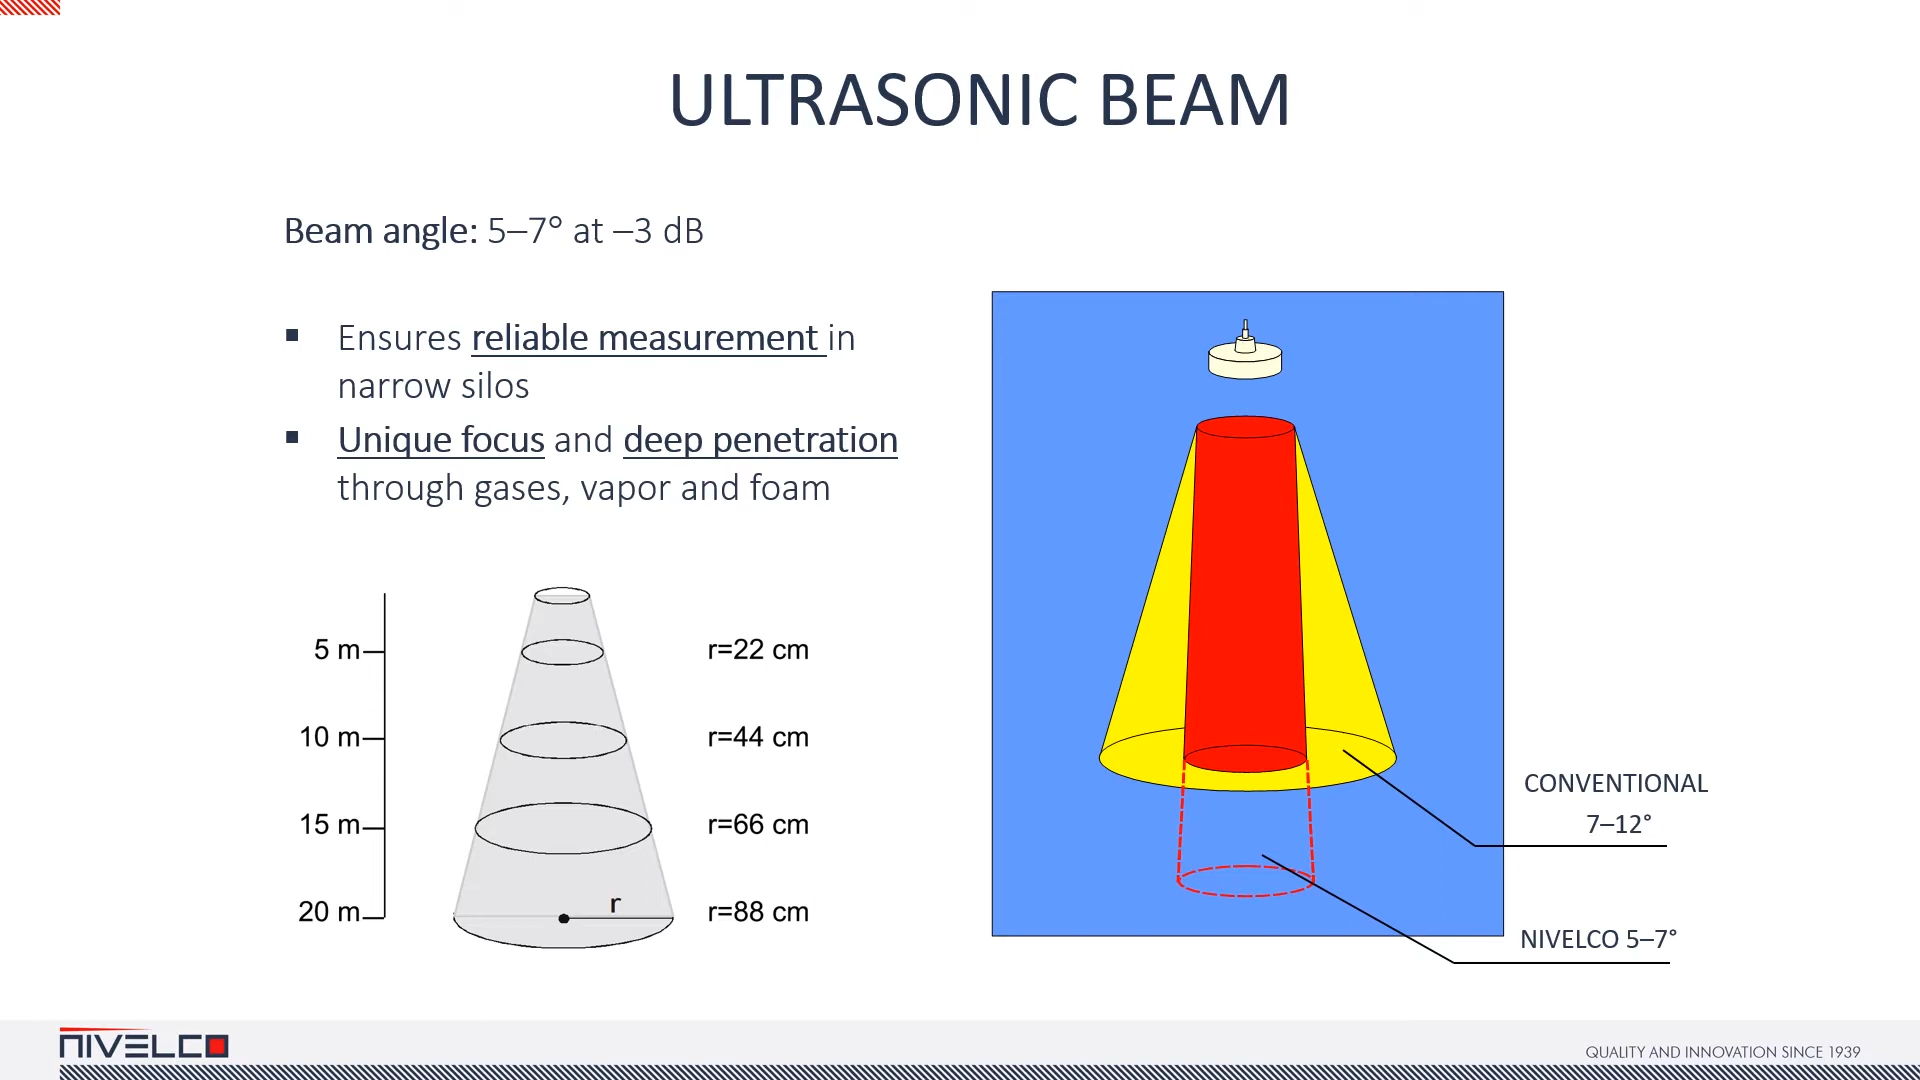 ULTRASONIC BEAM
Beam angle: 5–7° at –3 dB
Ensures reliable measurement in
narrow silos
Unique focus and deep penetration
through gases, vapor and foam
5 m
r=22 cm
10 m
r=44 cm
15 m
r=66 cm
20 m
r
r=88 cm
CONVENTIONAL
7–12°
NIVELCO 5–7°
NIVELCO
QUALITY AND INNOVATION SINCE 1939